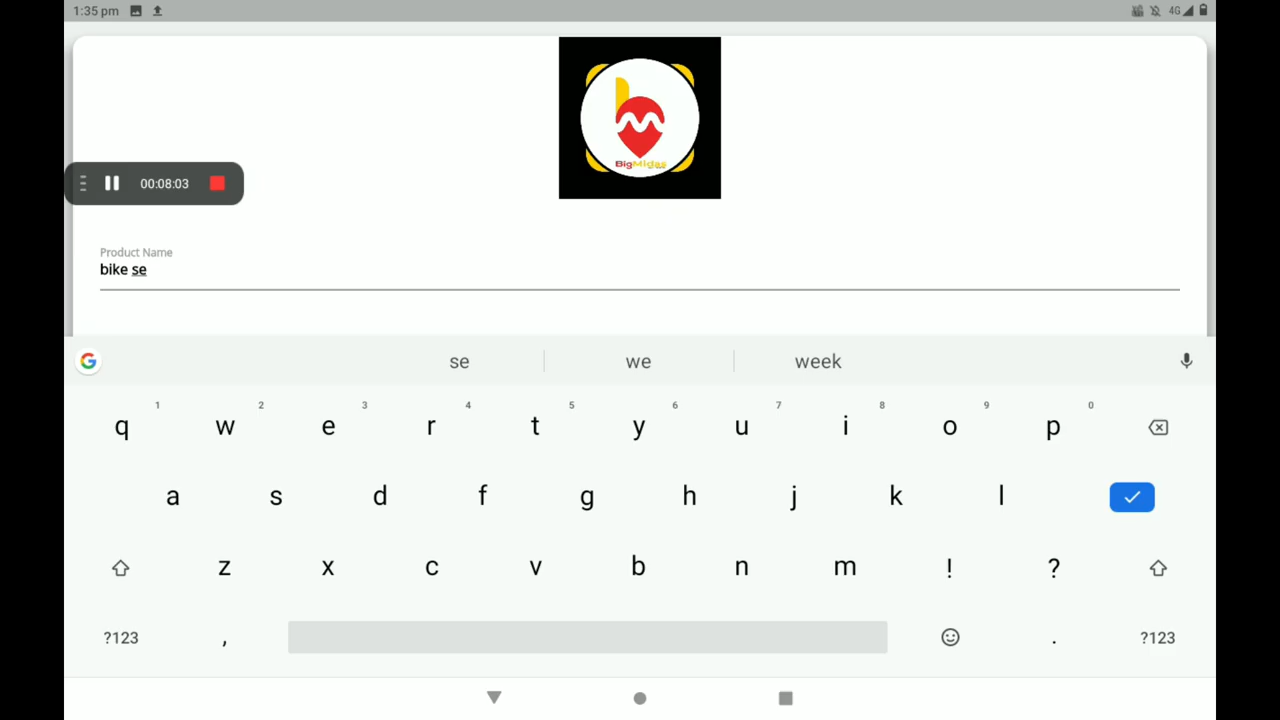 1:35 pm
4G
BigMidas
00:08:03
Product Name
bike se
se we week
1 2 3 4 5 6 7 8 9 0
q w e r t y u i o p
a s d f g h j k l
z x c v b n m ! ?
?123 , . ?123